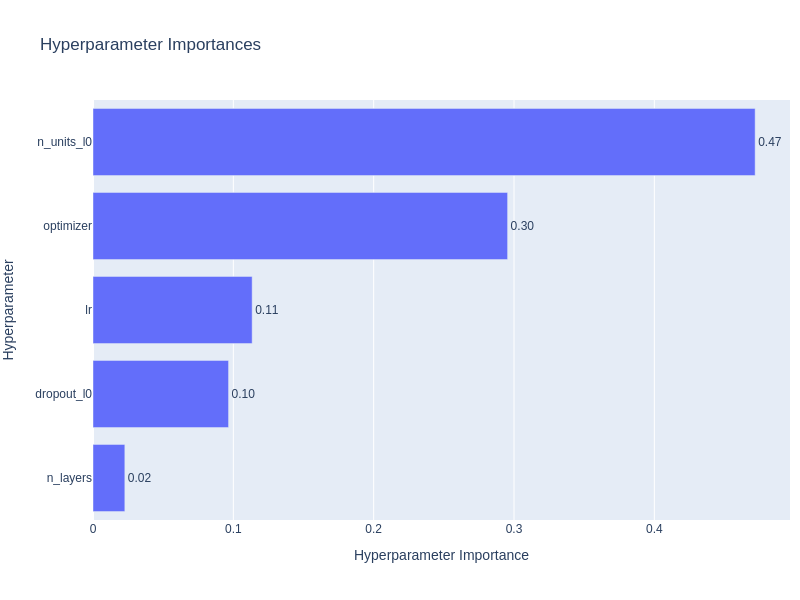 Hyperparameter Importances
n_units_l0
0.47
optimizer
0.30
lr
0.11
dropout_l0
0.10
n_layers
0.02
0
0.1
0.2
0.3
0.4
Hyperparameter Importance
Hyperparameter